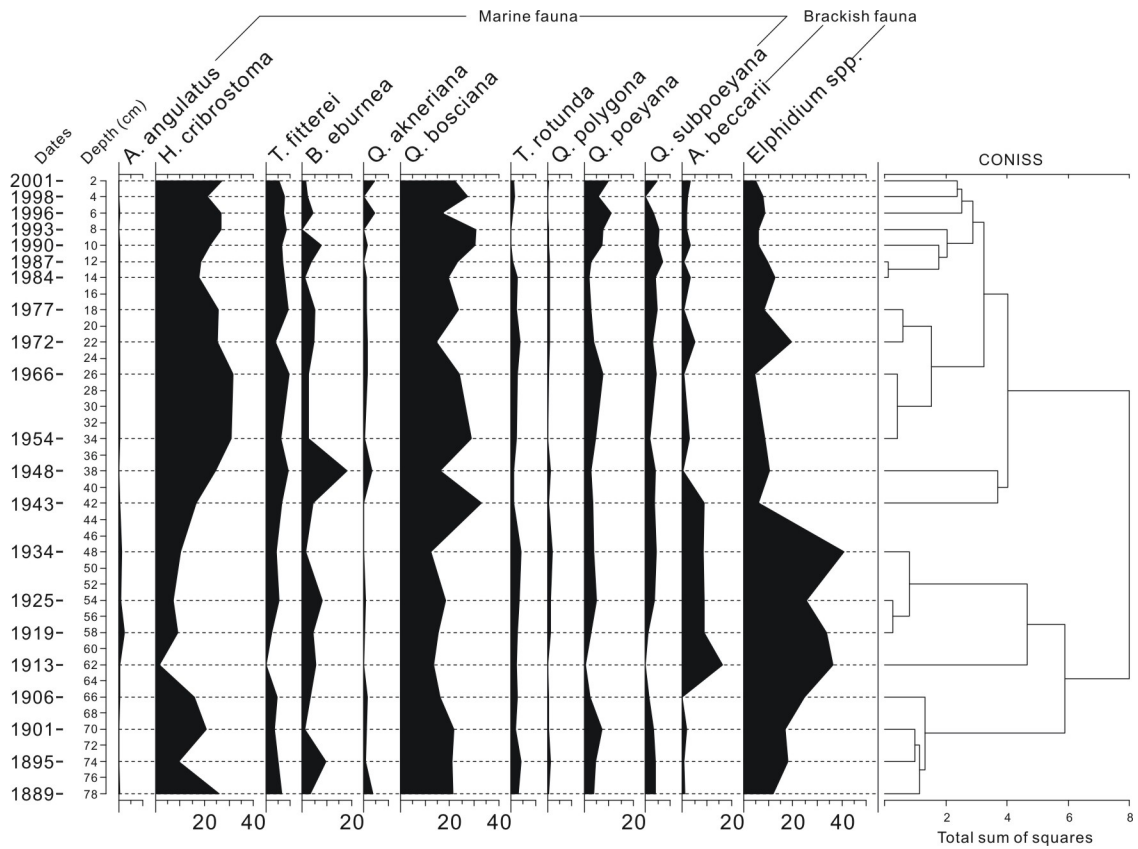 Marine fauna
Brackish fauna
Dates
Depth (cm)
A. angulatus
H. cribrostoma
T. fitterei
B. eburnea
Q. akneriana
Q. bosciana
T. rotunda
Q. polygona
Q. poeyana
Q. subpoeyana
A. beccarii
Elphidium spp.
CONISS
2001 2
1998 4
1996 6
1993 8
1990 10
1987 12
1984 14
16
1977 18
20
1972 22
24
1966 26
28
30
32
1954 34
36
1948 38
40
1943 42
44
46
1934 48
50
52
1925 54
56
1919 58
60
1913 62
64
1906 66
68
1901 70
72
1895 74
76
1889 78
20 20 20 20 20 20 40
2 4 6 8
Total sum of squares